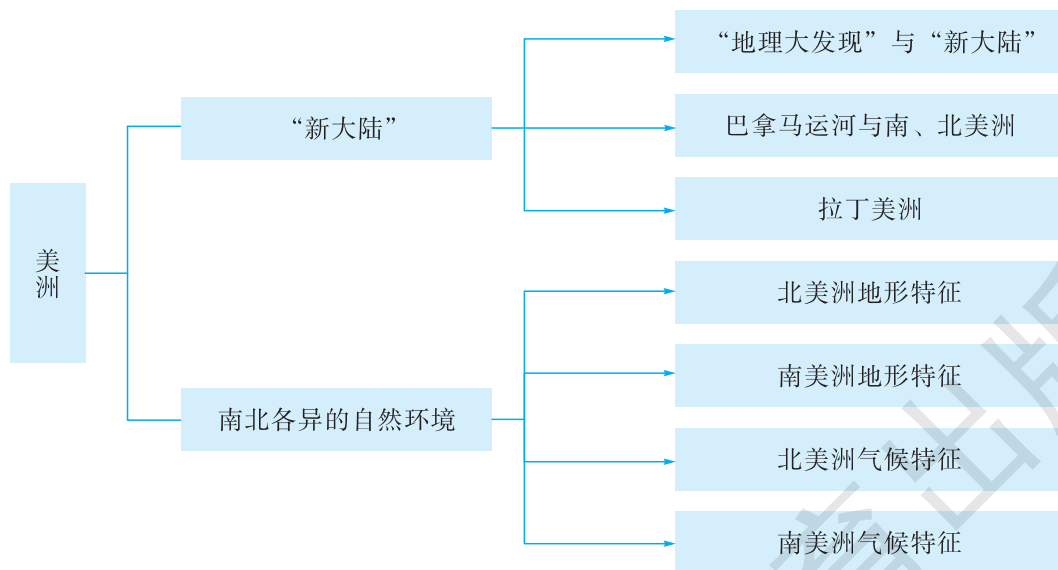 美洲
“新大陆”
“地理大发现”与“新大陆”
巴拿马运河与南、北美洲
拉丁美洲
南北各异的自然环境
北美洲地形特征
南美洲地形特征
北美洲气候特征
南美洲气候特征
育出版